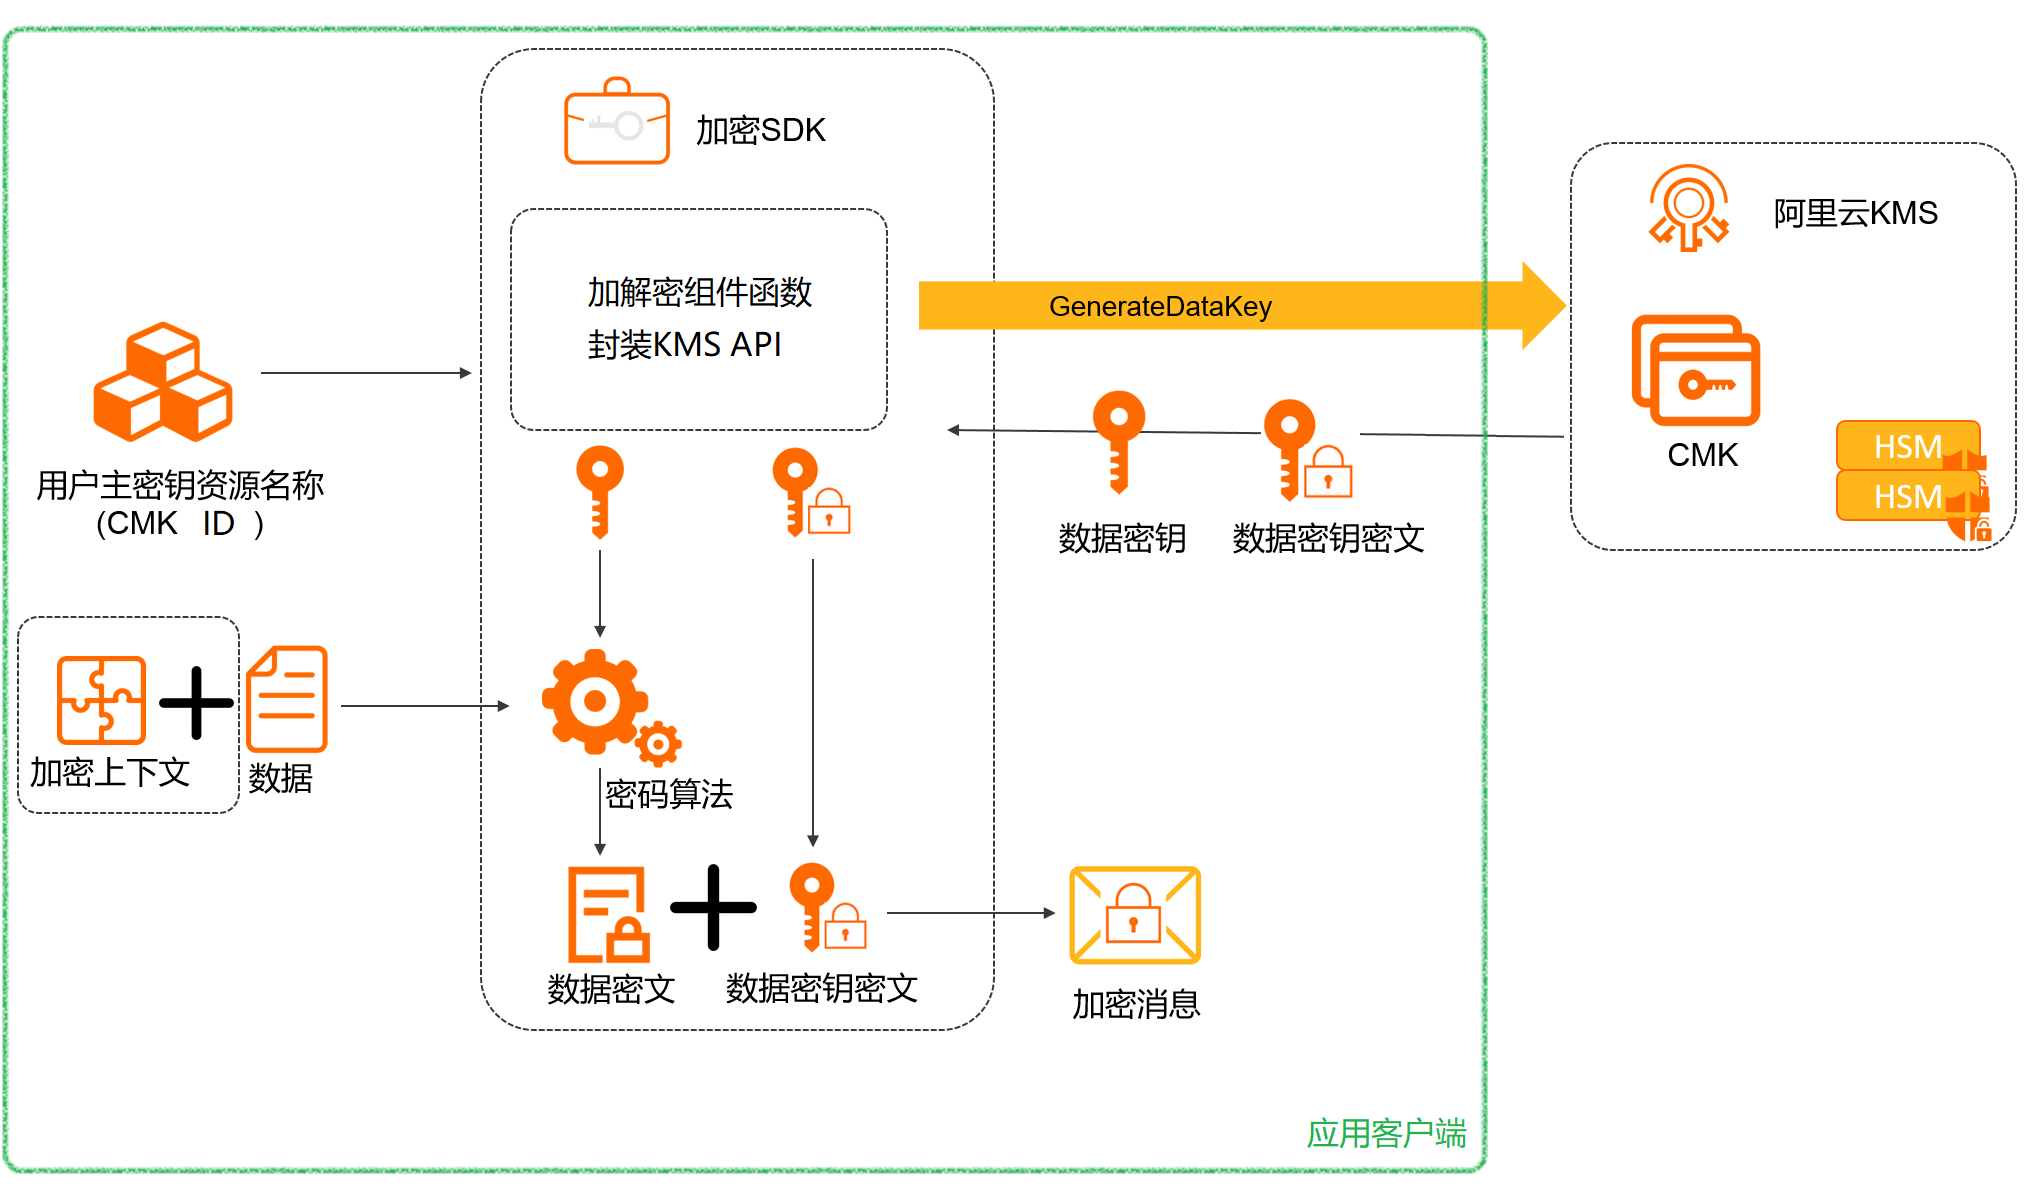 加密SDK
阿里云KMS
加解密组件函数
封装KMS API
GenerateDataKey
用户主密钥资源名称
(CMK ID )
CMK
HSM
HSM
数据密钥
数据密钥密文
加密上下文
数据
密码算法
数据密文
数据密钥密文
加密消息
应用客户端